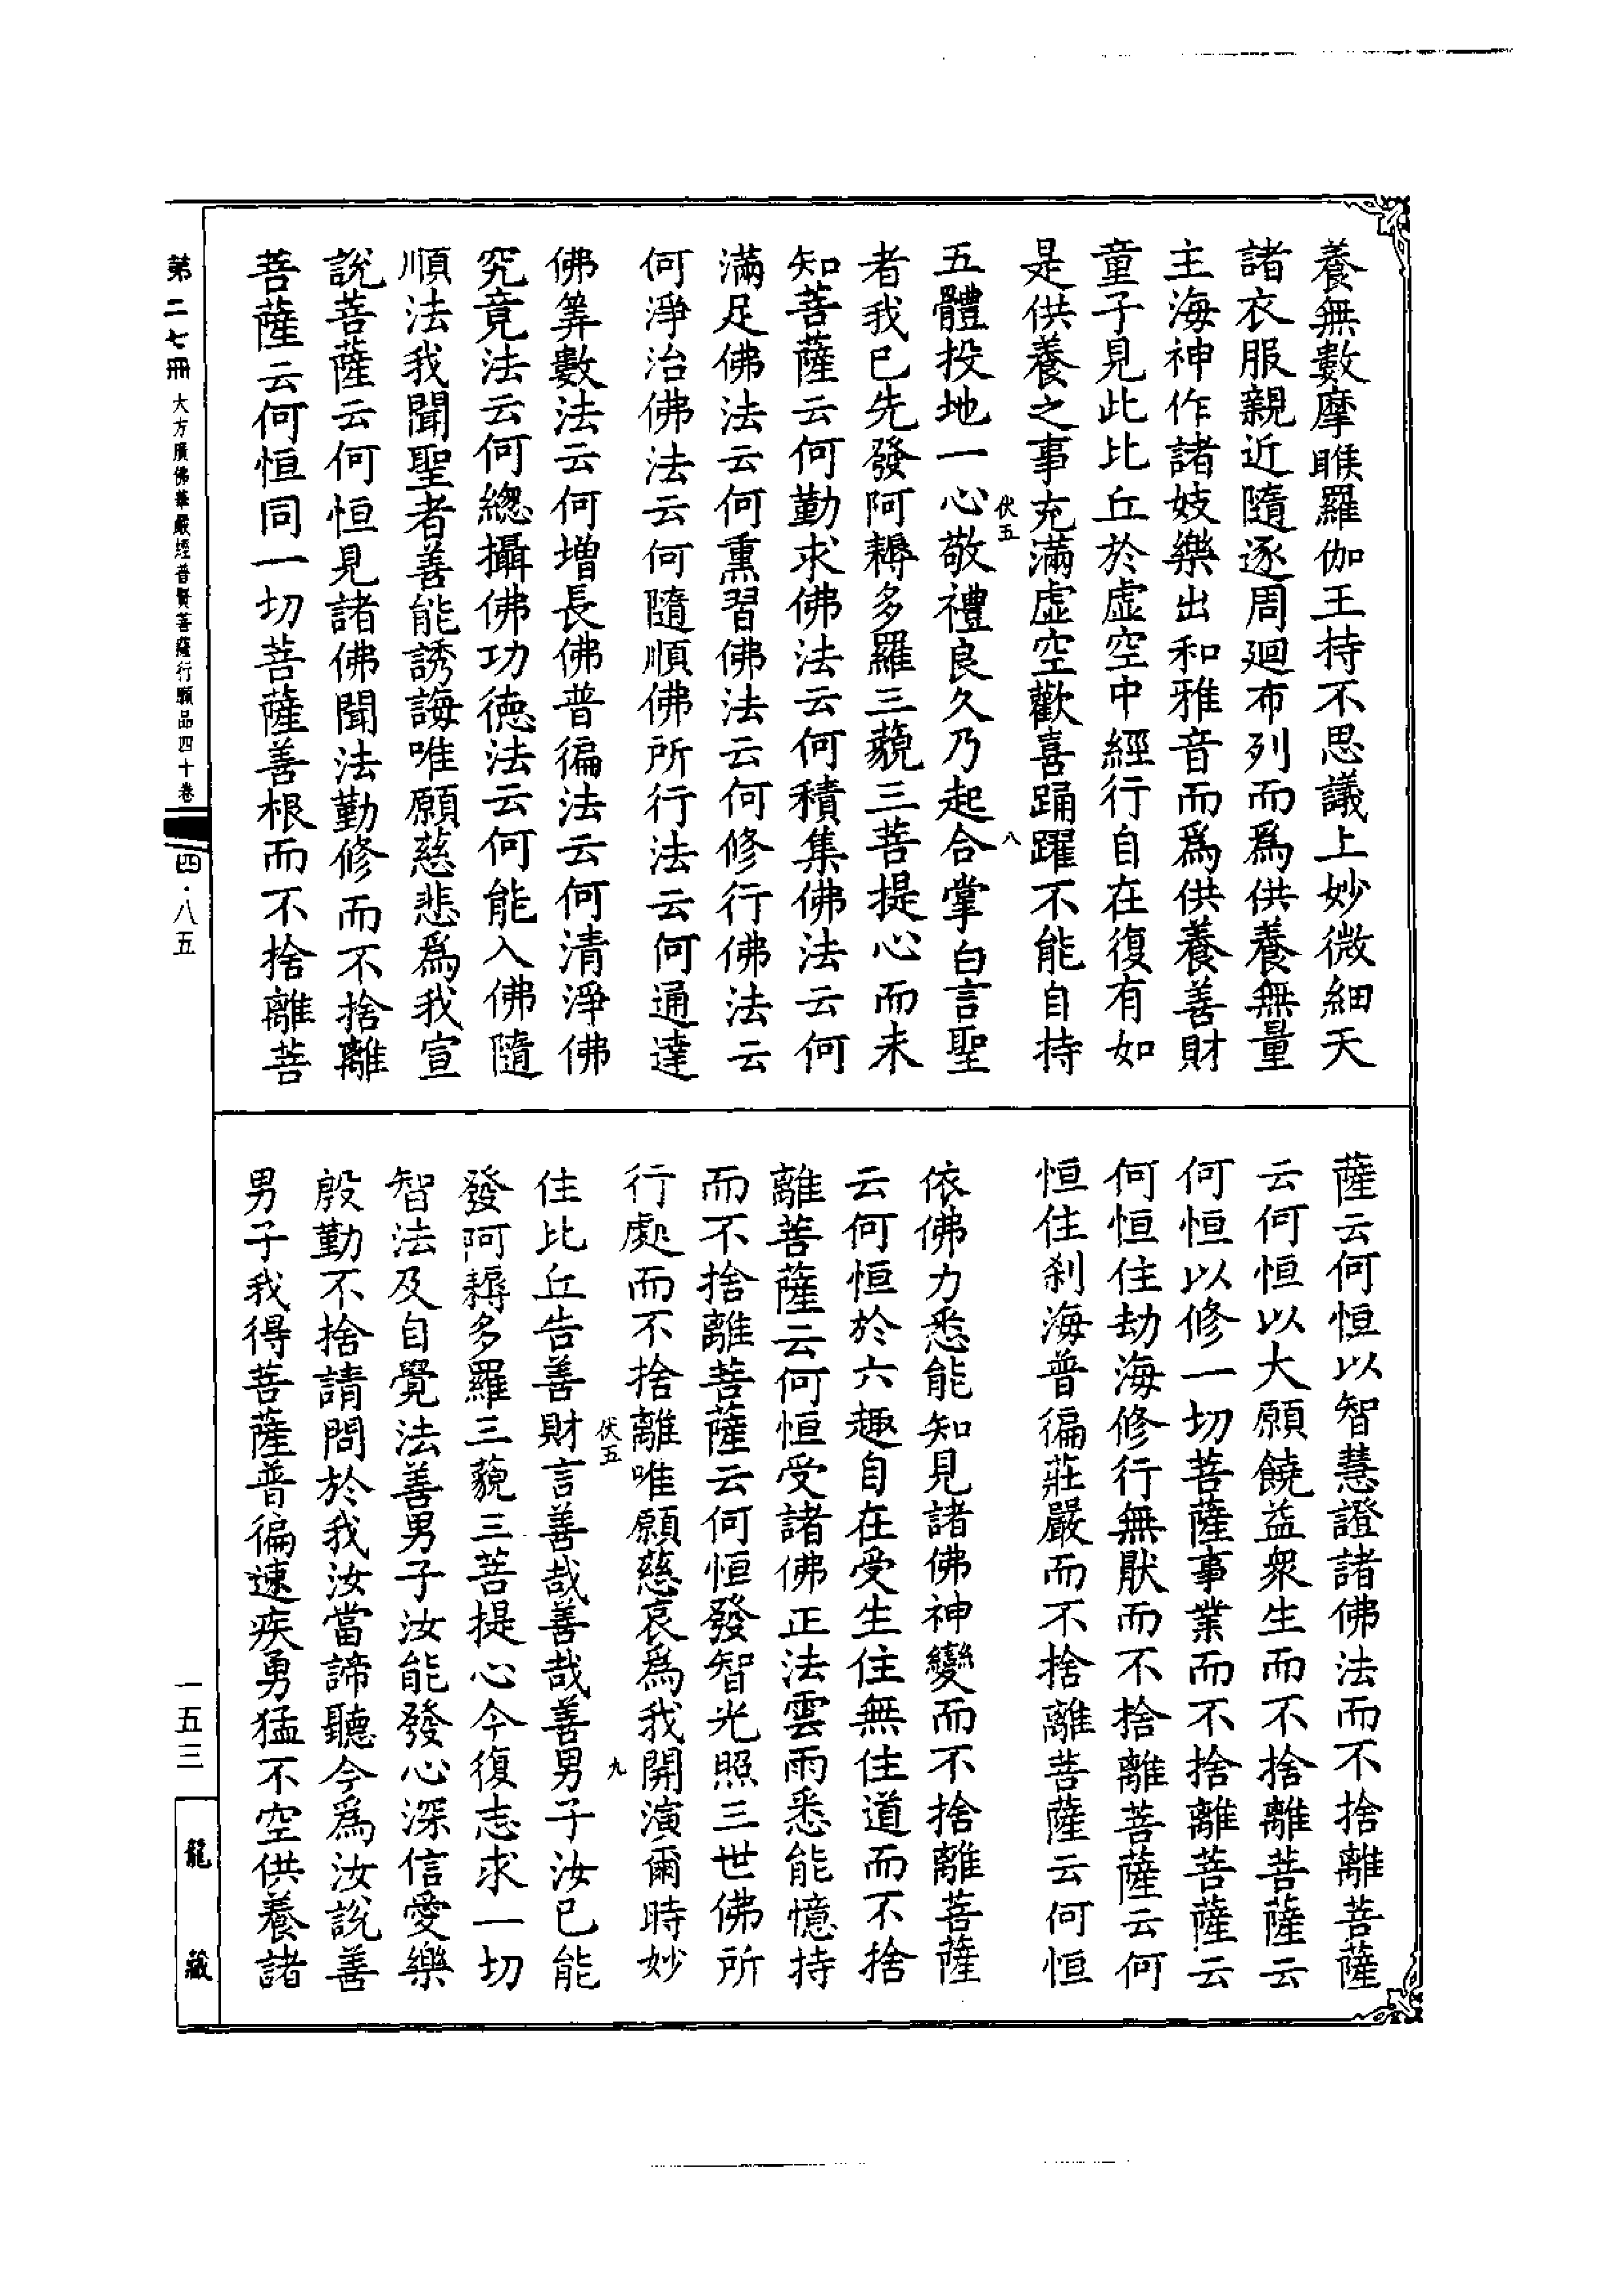 養無數摩睺羅伽王持不思議上妙微細天
諸衣服親近隨逐周廻布列而爲供養無量
主海神作諸妓樂出和雅音而爲供養善財
童子見此比丘於虛空中經行自在復有如
是供養之事充滿虛空歡喜踊躍不能自持
伏五
八
五體投地一心敬禮良久乃起合掌白言聖
者我已先發阿耨多羅三藐三菩提心而未
知菩薩云何勤求佛法云何積集佛法云何
滿足佛法云何熏習佛法云何修行佛法云
何淨治佛法云何隨順佛所行法云何通達
佛筭數法云何增長佛普徧法云何清淨佛
究竟法云何總攝佛功德法云何能入佛隨
順法我聞聖者善能誘誨唯願慈悲爲我宣
說菩薩云何恒見諸佛聞法勤修而不捨離
菩薩云何恒同一切菩薩善根而不捨離菩
薩云何恒以智慧證諸佛法而不捨離菩薩
云何恒以大願饒益衆生而不捨離菩薩云
何恒以修一切菩薩事業而不捨離菩薩云
何恒住劫海修行無猒而不捨離菩薩云何
恒住刹海普徧莊嚴而不捨離菩薩云何恒
依佛力悉能知見諸佛神變而不捨離菩薩
云何恒於六趣自在受生住無住道而不捨
離菩薩云何恒受諸佛正法雲雨悉能憶持
而不捨離菩薩云何恒發智光照三世佛所
行處而不捨離唯願慈哀爲我開演爾時妙
伏五
九
住比丘告善財言善哉善哉善男子汝已能
發阿耨多羅三藐三菩提心今復志求一切
智法及自覺法善男子汝能發心深信愛樂
殷勤不捨請問於我汝當諦聽今爲汝說善
男子我得菩薩普徧速疾勇猛不空供養諸
第二七冊 大方廣佛華嚴經普賢菩薩行願品四十卷 四·八五
一五三
龍藏